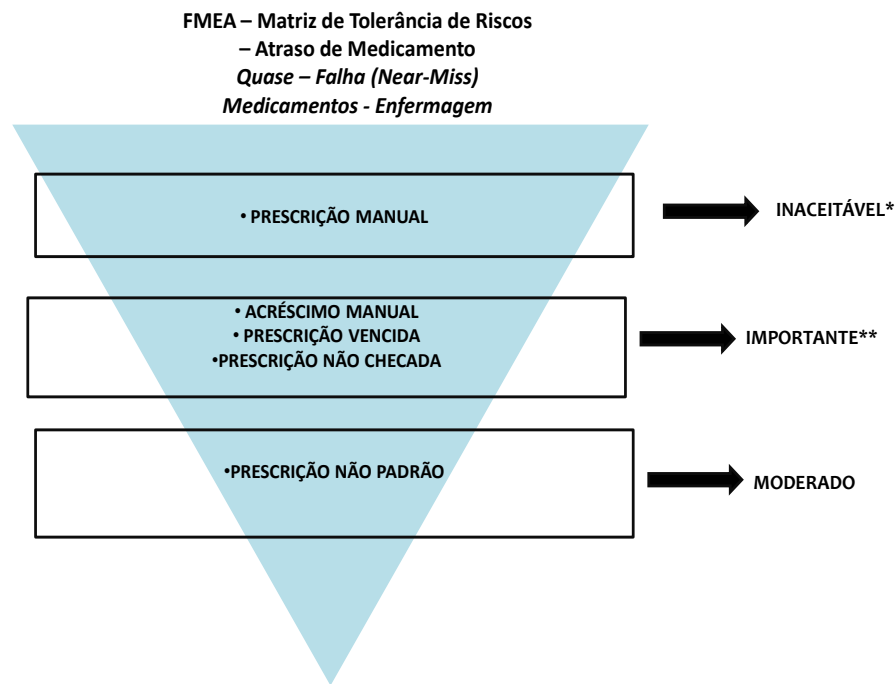 FMEA – Matriz de Tolerância de Riscos
– Atraso de Medicamento
Quase – Falha (Near-Miss)
Medicamentos - Enfermagem
• PRESCRIÇÃO MANUAL
INACEITÁVEL*
• ACRÉSCIMO MANUAL
• PRESCRIÇÃO VENCIDA
•PRESCRIÇÃO NÃO CHECADA
IMPORTANTE**
•PRESCRIÇÃO NÃO PADRÃO
MODERADO